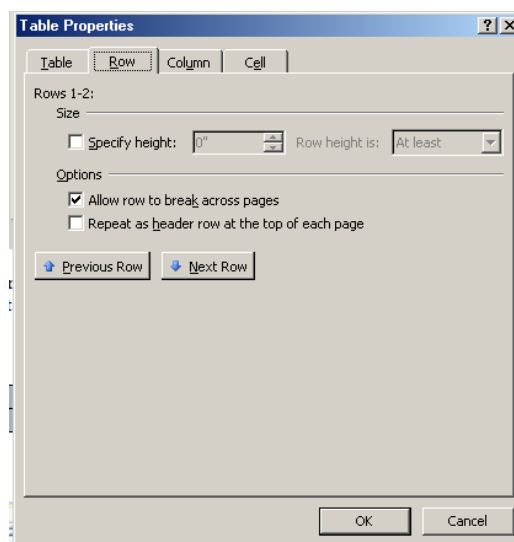 Table Properties
Table Row Column Cell
Rows 1-2:
Size
Specify height: 0" Row height is: At least
Options
Allow row to break across pages
Repeat as header row at the top of each page
Previous Row Next Row
OK Cancel